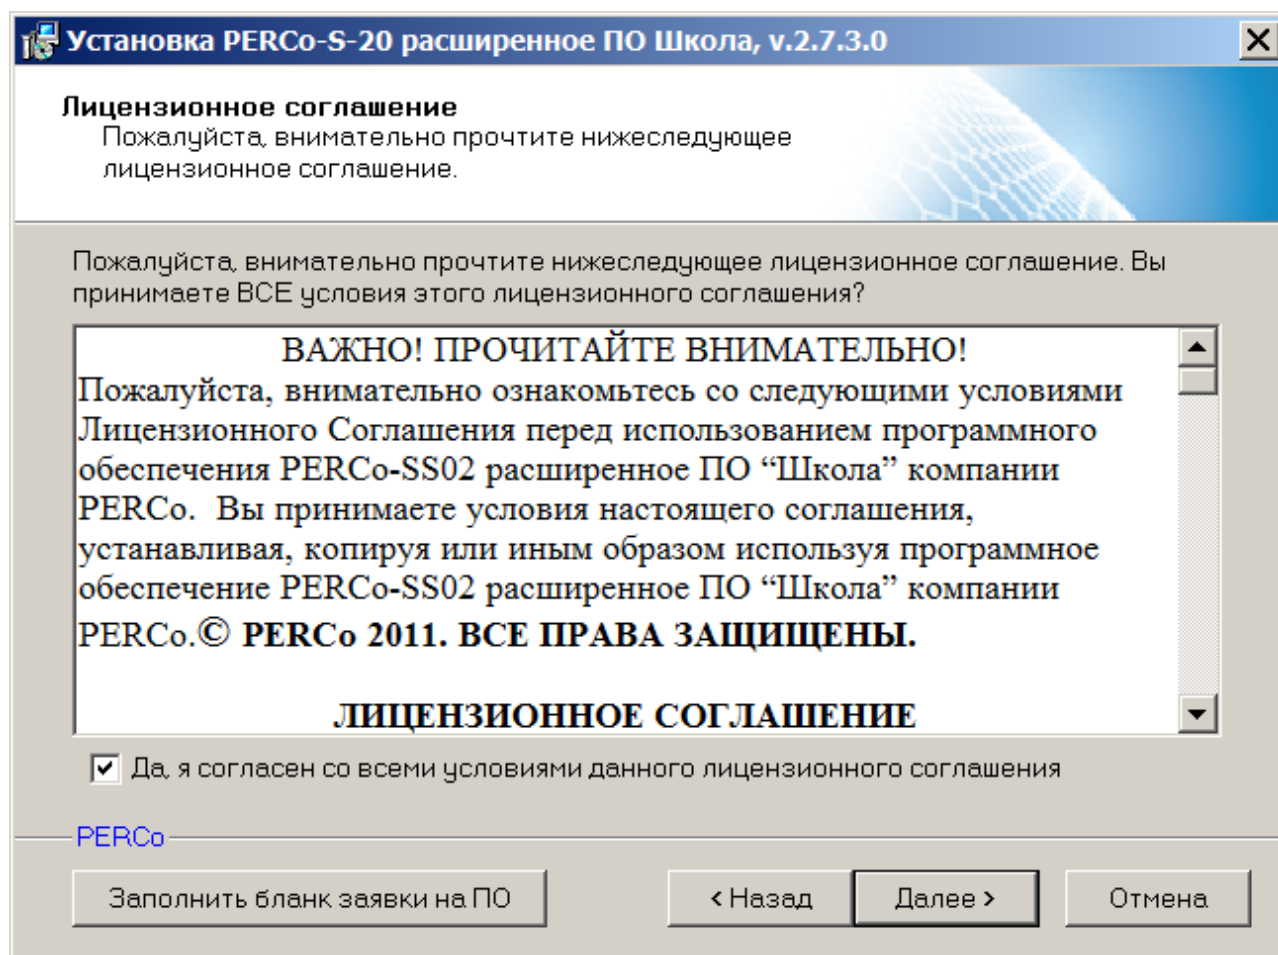 Установка PERCo-S-20 расширенное ПО Школа, v.2.7.3.0
Лицензионное соглашение
Пожалуйста, внимательно прочтите нижеследующее
лицензионное соглашение.
Пожалуйста, внимательно прочтите нижеследующее лицензионное соглашение. Вы
принимаете ВСЕ условия этого лицензионного соглашения?
ВАЖНО! ПРОЧИТАЙТЕ ВНИМАТЕЛЬНО!
Пожалуйста, внимательно ознакомьтесь со следующими условиями
Лицензионного Соглашения перед использованием программного
обеспечения PERCo-SS02 расширенное ПО “Школа” компании
PERCo.  Вы принимаете условия настоящего соглашения,
устанавливая, копируя или иным образом используя программное
обеспечение PERCo-SS02 расширенное ПО “Школа” компании
PERCo.© PERCo 2011. ВСЕ ПРАВА ЗАЩИЩЕНЫ.
ЛИЦЕНЗИОННОЕ СОГЛАШЕНИЕ
Да, я согласен со всеми условиями данного лицензионного соглашения
PERCo
Заполнить бланк заявки на ПО
< Назад
Далее >
Отмена